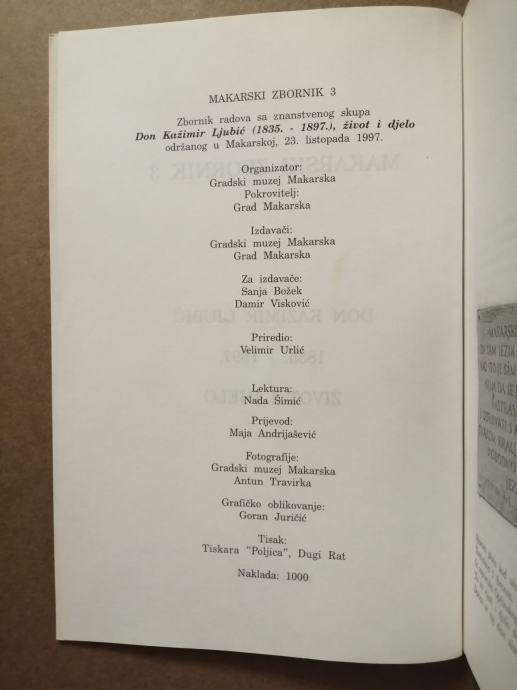 MAKARSKI ZBORNIK 3
Zbornik radova sa znanstvenog skupa
Don Kažimir Ljubić (1835. - 1897.), život i djelo
održanog u Makarskoj, 23. listopada 1997.
Organizator:
Gradski muzej Makarska
Pokrovitelj:
Grad Makarska
Izdavači:
Gradski muzej Makarska
Grad Makarska
Za izdavače:
Sanja Božek
Damir Visković
Priredio:
Velimir Urlić
Lektura:
Nada Šimić
Prijevod:
Maja Andrijašević
Fotografije:
Gradski muzej Makarska
Antun Travirka
Grafičko oblikovanje:
Goran Juričić
Tisak:
Tiskara "Poljica", Dugi Rat
Naklada: 1000